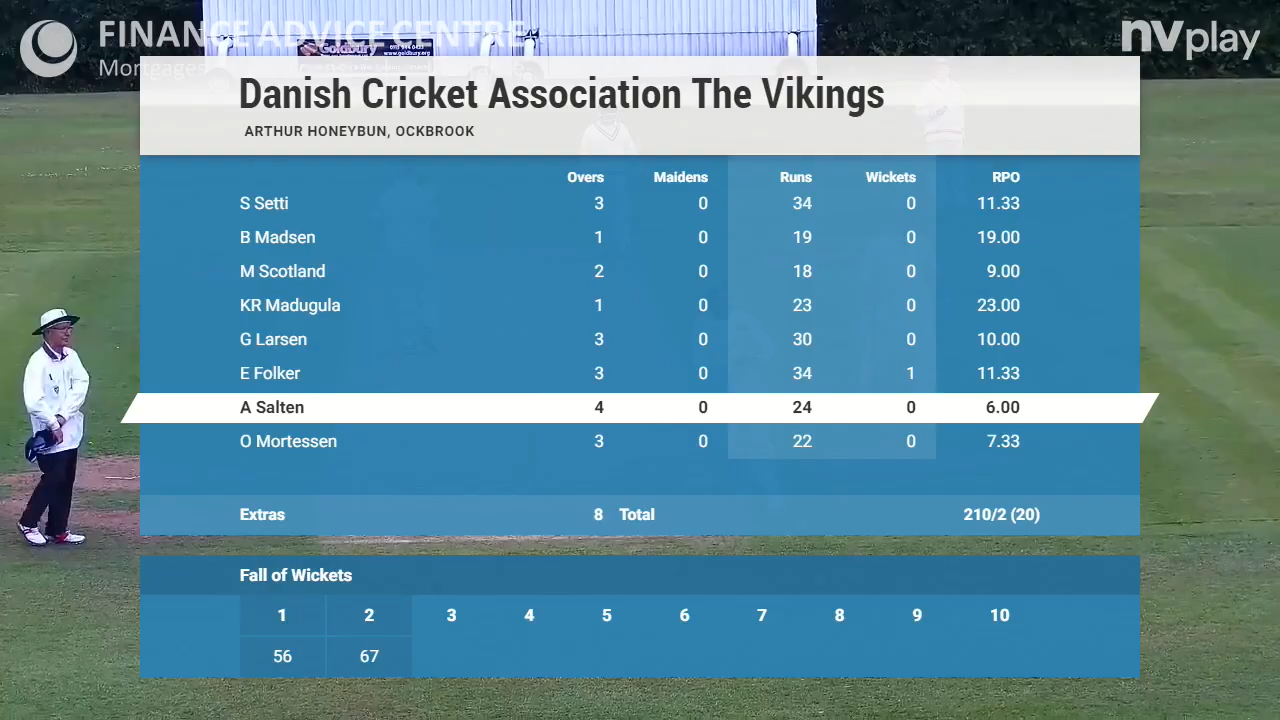 FINANCE ADVICE CENTRE
Mortgages
Goldbury
www.goldbury.org
nvplay
Danish Cricket Association The Vikings
ARTHUR HONEYBUN, OCKBROOK
Overs Maidens Runs Wickets RPO
S Setti 3 0 34 0 11.33
B Madsen 1 0 19 0 19.00
M Scotland 2 0 18 0 9.00
KR Madugula 1 0 23 0 23.00
G Larsen 3 0 30 0 10.00
E Folker 3 0 34 1 11.33
A Salten 4 0 24 0 6.00
O Mortessen 3 0 22 0 7.33
Extras 8 Total 210/2 (20)
Fall of Wickets
1 2 3 4 5 6 7 8 9 10
56 67